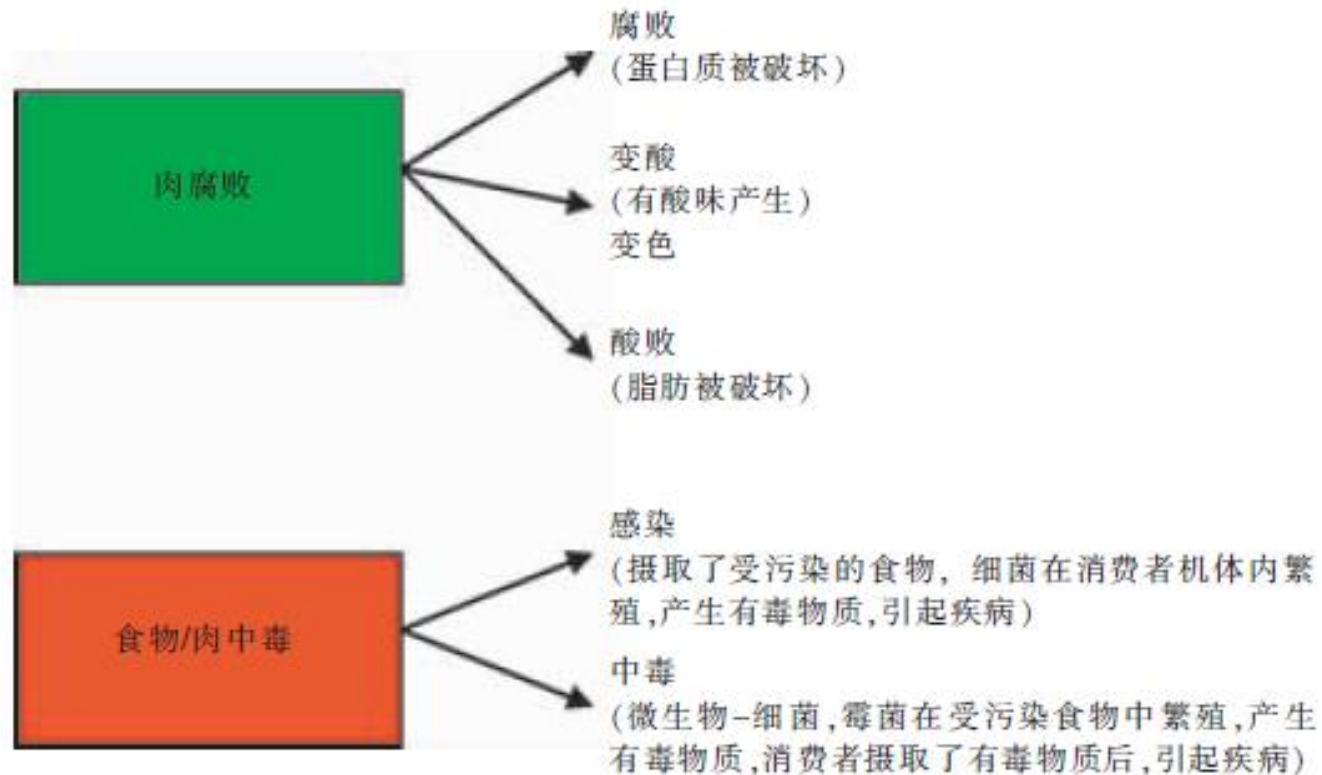 腐败
(蛋白质被破坏)
肉腐败
变酸
(有酸味产生)
变色
酸败
(脂肪被破坏)
感染
(摄取了受污染的食物, 细菌在消费者机体内繁
殖,产生有毒物质,引起疾病)
食物/肉中毒
中毒
(微生物-细菌,霉菌在受污染食物中繁殖,产生
有毒物质,消费者摄取了有毒物质后,引起疾病)